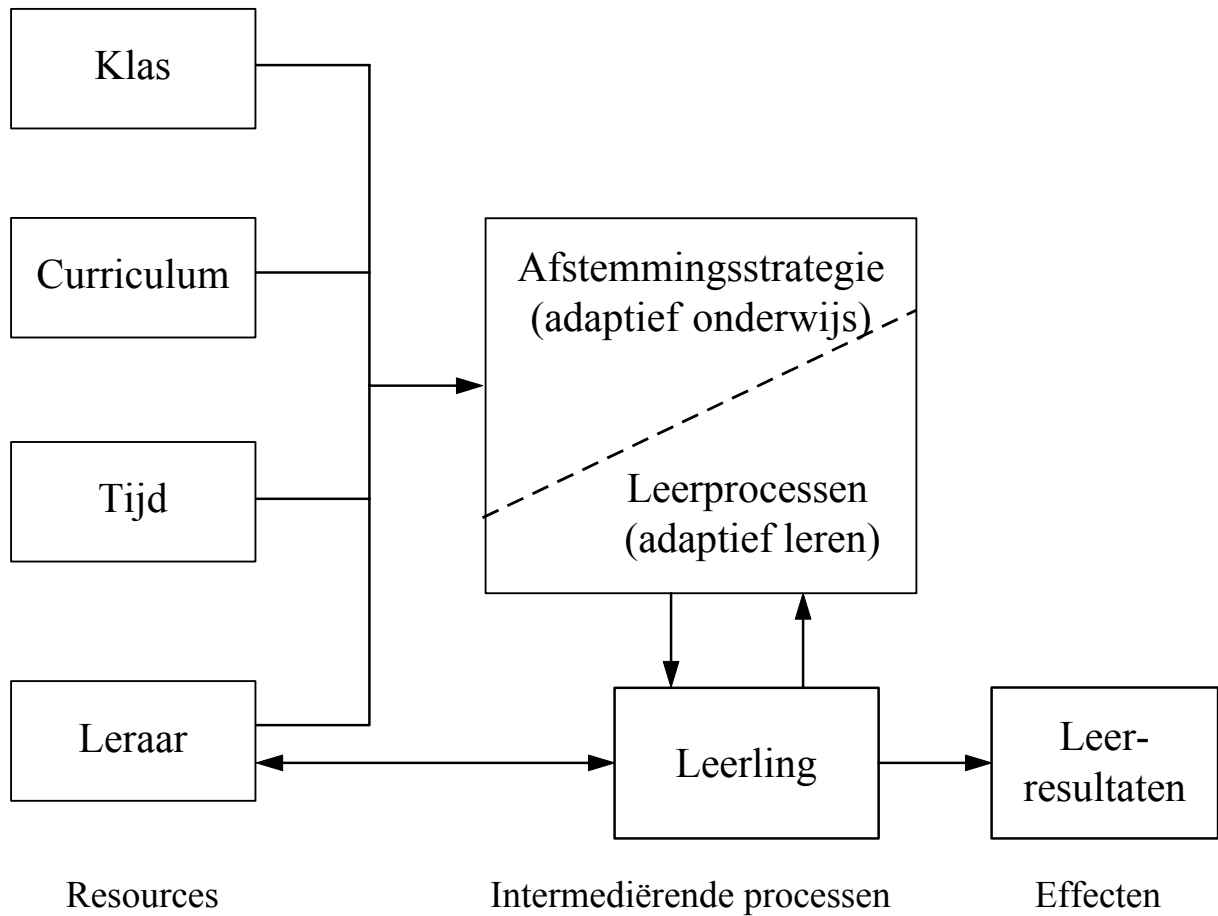 Klas
Curriculum
Tijd
Leraar
Afstemmingsstrategie
(adaptief onderwijs)
Leerprocessen
(adaptief leren)
Leerling
Leer-
resultaten
Resources
Intermediërende processen
Effecten